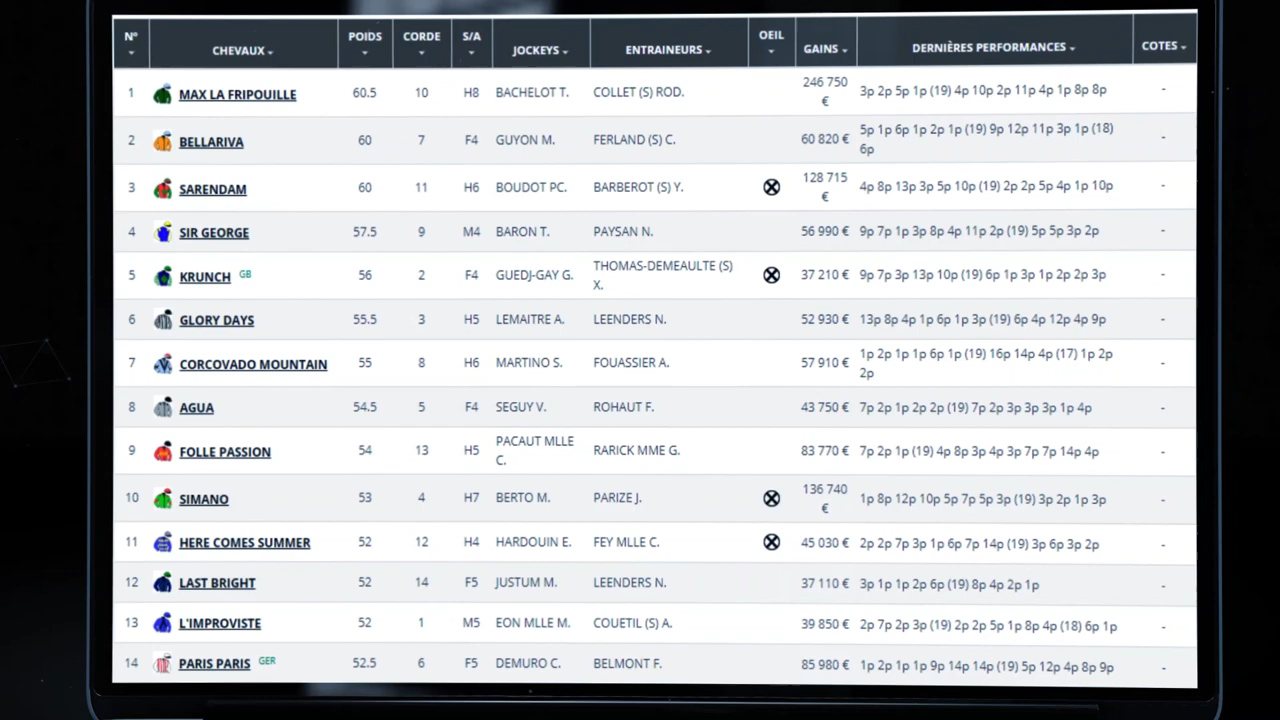 N° CHEVAUX POIDS CORDE S/A JOCKEYS ENTRAINEURS OEIL GAINS DERNIÈRES PERFORMANCES COTES
1 MAX LA FRIPOUILLE 60.5 10 H8 BACHELOT T. COLLET (S) ROD. 246 750 € 3p 2p 5p 1p (19) 4p 10p 2p 11p 4p 1p 8p 8p -
2 BELLARIVA 60 7 F4 GUYON M. FERLAND (S) C. 60 820 € 5p 1p 6p 1p 2p 1p (19) 9p 12p 11p 3p 1p (18) 6p -
3 SARENDAM 60 11 H6 BOUDOT PC. BARBEROT (S) Y. 128 715 € 4p 8p 13p 3p 5p 10p (19) 2p 2p 5p 4p 1p 10p -
4 SIR GEORGE 57.5 9 M4 BARON T. PAYSAN N. 56 990 € 9p 7p 1p 3p 8p 4p 11p 2p (19) 5p 5p 3p 2p -
5 KRUNCH GB 56 2 F4 GUEDJ-GAY G. THOMAS-DEMEAULTE (S) X. 37 210 € 9p 7p 3p 13p 10p (19) 6p 1p 3p 1p 2p 2p 3p -
6 GLORY DAYS 55.5 3 H5 LEMAITRE A. LEENDERS N. 52 930 € 13p 8p 4p 1p 6p 1p 3p (19) 6p 4p 12p 4p 9p -
7 CORCOVADO MOUNTAIN 55 8 H6 MARTINO S. FOUASSIER A. 57 910 € 1p 2p 1p 1p 6p 1p (19) 16p 14p 4p (17) 1p 2p 2p -
8 AGUA 54.5 5 F4 SEGUY V. ROHAUT F. 43 750 € 7p 2p 1p 2p 2p (19) 7p 2p 3p 3p 3p 1p 4p -
9 FOLLE PASSION 54 13 H5 PACAUT MLLE C. RARICK MME G. 83 770 € 7p 2p 1p (19) 4p 8p 3p 4p 3p 7p 7p 14p 4p -
10 SIMANO 53 4 H7 BERTO M. PARIZE J. 136 740 € 1p 8p 12p 10p 5p 7p 5p 3p (19) 3p 2p 1p 3p -
11 HERE COMES SUMMER 52 12 H4 HARDOUIN E. FEY MLLE C. 45 030 € 2p 2p 7p 3p 1p 6p 7p 14p (19) 3p 6p 3p 2p -
12 LAST BRIGHT 52 14 F5 JUSTUM M. LEENDERS N. 37 110 € 3p 1p 1p 2p 6p (19) 8p 4p 2p 1p -
13 L'IMPROVISTE 52 1 M5 EON MLLE M. COUETIL (S) A. 39 850 € 2p 7p 2p 3p (19) 2p 2p 5p 1p 8p 4p (18) 6p 1p -
14 PARIS PARIS GER 52.5 6 F5 DEMURO C. BELMONT F. 85 980 € 1p 2p 1p 1p 9p 14p 14p (19) 5p 12p 4p 8p 9p -